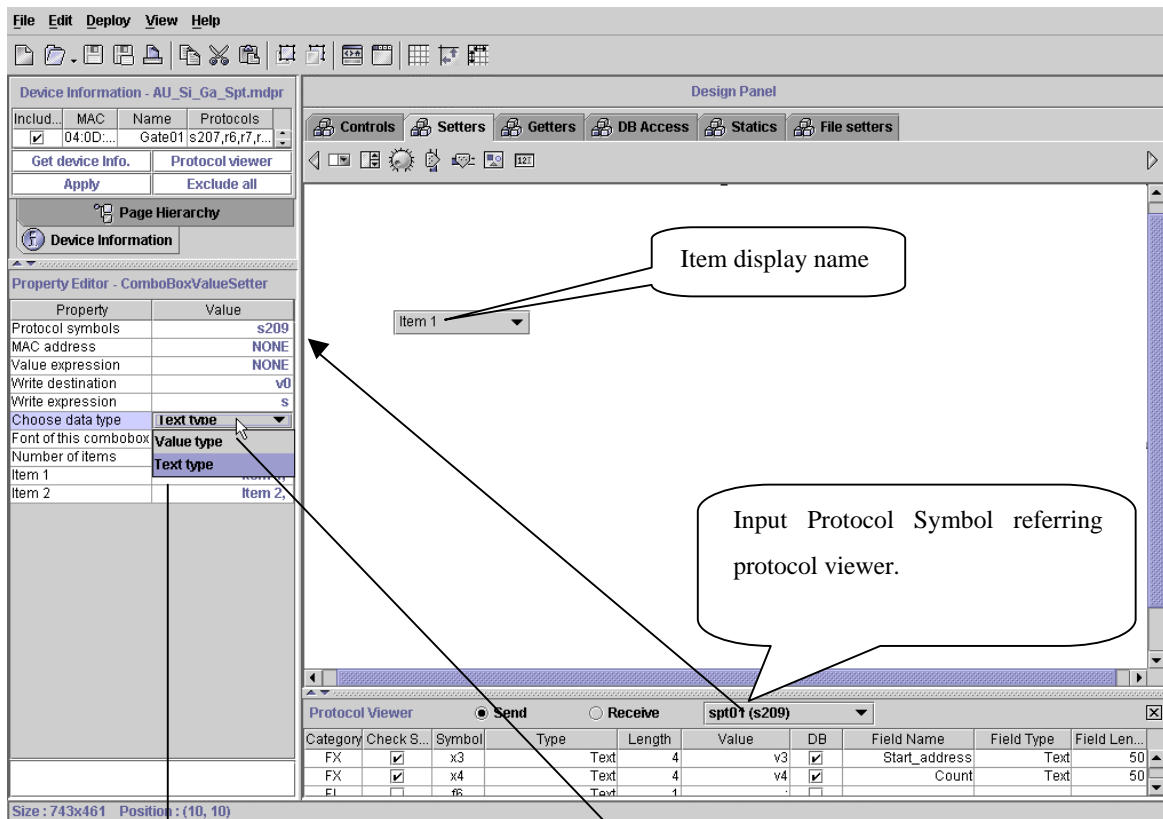 File Edit Deploy View Help
Device Information - AU_Si_Ga_Spt.mdpr
Includ... MAC Name Protocols
04:0D:... Gate01 s207,r6,r7,r...
Get device Info. Protocol viewer
Apply Exclude all
Page Hierarchy
Device Information
Property Editor - ComboBoxValueSetter
Property Value
Protocol symbols s209
MAC address NONE
Value expression NONE
Write destination v0
Write expression s
Choose data type Text type
Font of this combobox Value type
Number of items Text type
Item 1
Item 2 Item 2,
Design Panel
Controls Setters Getters DB Access Statics File setters
12T
Item display name
Item 1
Input Protocol Symbol referring
protocol viewer.
Protocol Viewer Send Receive spt01 (s209)
Category Check S... Symbol Type Length Value DB Field Name Field Type Field Len...
FX x3 Text 4 v3 Start_address Text 50
FX x4 Text 4 v4 Count Text 50
Text 1
Size : 743x461 Position : (10, 10)